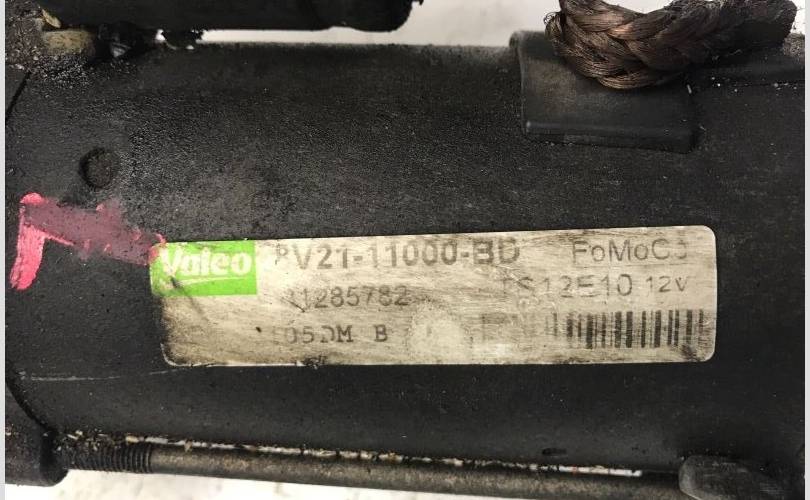 Valeo V21-11000-BD FoMoCo
1285782 TS12E10 12V
05DM B